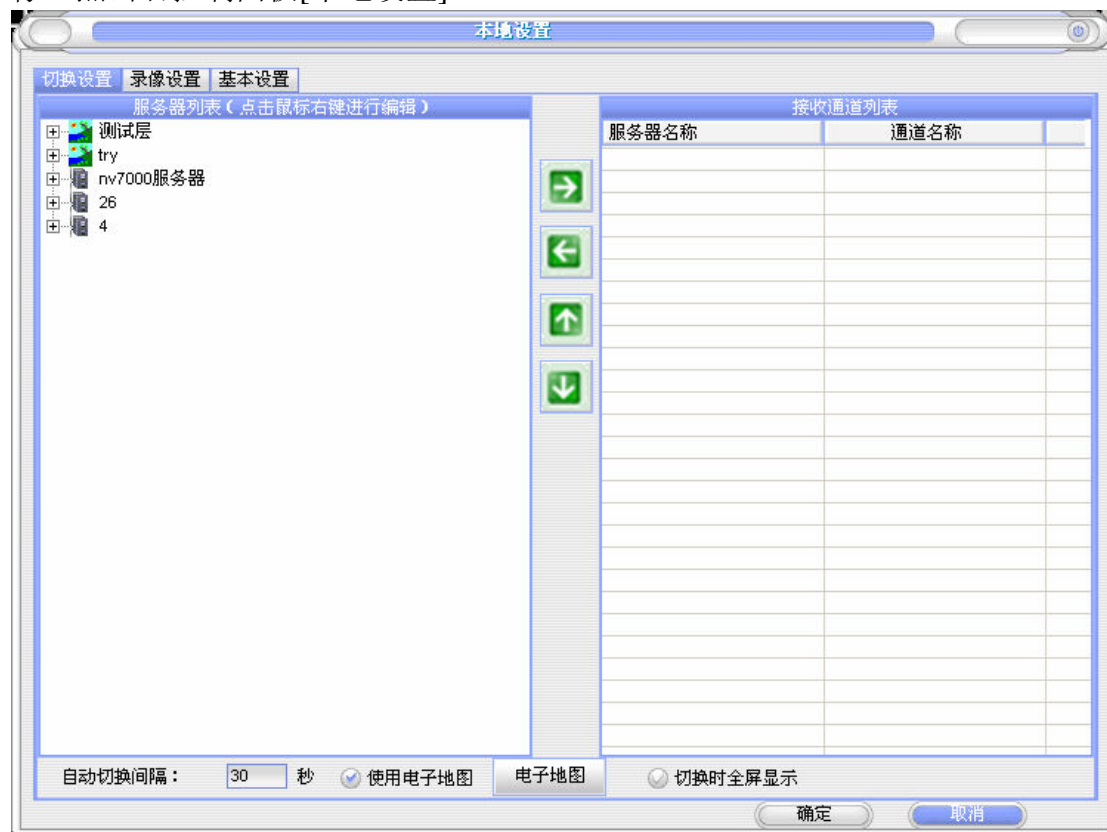 本地设置
切换设置 录像设置 基本设置
服务器列表(点击鼠标右键进行编辑)
接收通道列表
服务器名称 通道名称
测试层
try
nv7000服务器
26
4
自动切换间隔: 30 秒 使用电子地图 电子地图 切换时全屏显示
确定 取消